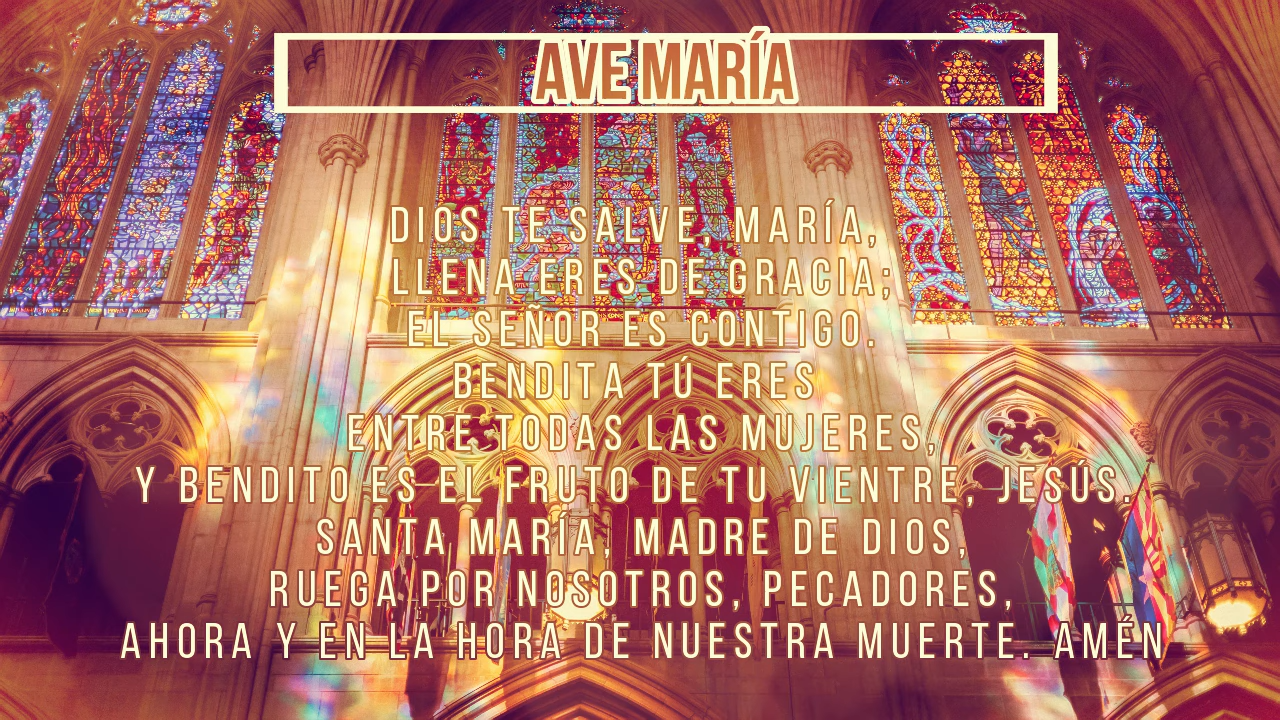 AVE MARÍA
DIOS TE SALVE, MARÍA,
LLENA ERES DE GRACIA;
EL SEÑOR ES CONTIGO.
BENDITA TÚ ERES
ENTRE TODAS LAS MUJERES,
Y BENDITO ES EL FRUTO DE TU VIENTRE, JESÚS.
SANTA MARÍA, MADRE DE DIOS,
RUEGA POR NOSOTROS, PECADORES,
AHORA Y EN LA HORA DE NUESTRA MUERTE. AMÉN